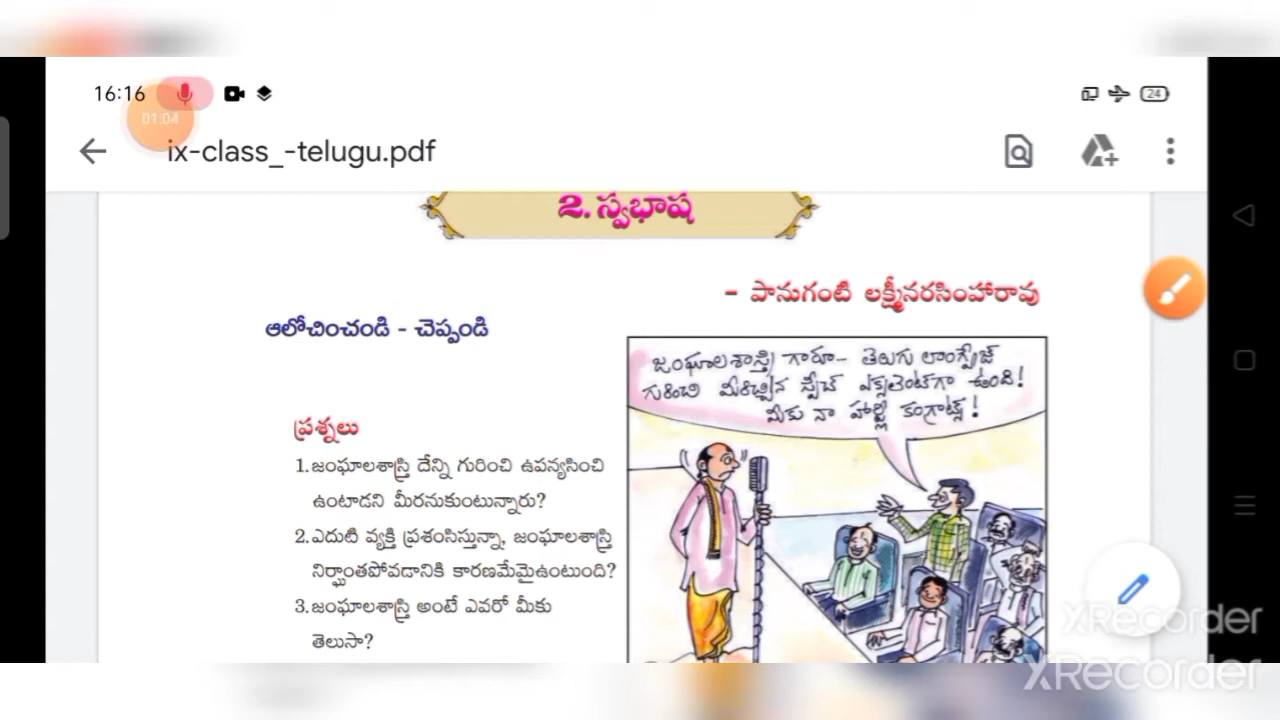 16:16
01:04
24
ix-class_-telugu.pdf
2. స్వభాష
- పానుగంటి లక్ష్మీనరసింహారావు
ఆలోచించండి - చెప్పండి
జంఘాలశాస్త్రి గారూ... తెలుగు లాంగ్వేజ్
గురించి మీరిచ్చిన స్పీచ్ ఎక్స్‌లెంట్‌గా ఉంది!
మీకు నా హార్టీ కంగ్రాట్స్!
ప్రశ్నలు
1. జంఘాలశాస్త్రి దేన్ని గురించి ఉపన్యసించి
ఉంటాడని మీరనుకుంటున్నారు?
2. ఎదుటి వ్యక్తి ప్రశంసిస్తున్నా, జంఘాలశాస్త్రి
నిర్ఘాంతపోవడానికి కారణమేమైఉంటుంది?
3. జంఘాలశాస్త్రి అంటే ఎవరో మీకు
తెలుసా?
XRecorder
XRecorder